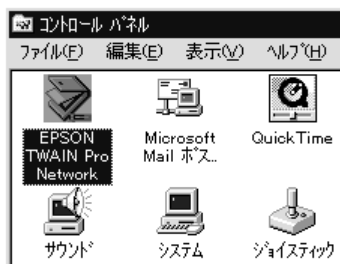 コントロール パネル
ファイル(F) 編集(E) 表示(V) ヘルプ(H)
EPSON
TWAIN Pro
Network
Microsoft
Mail ポス...
QuickTime
サウンド
システム
ジョイスティック